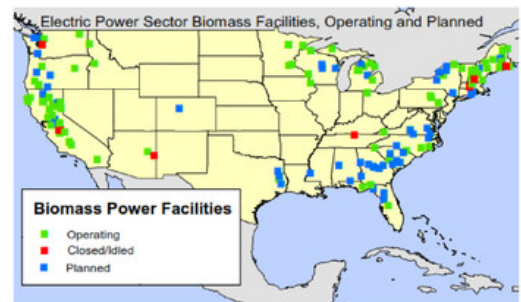 Electric Power Sector Biomass Facilities, Operating and Planned
Biomass Power Facilities
Operating
Closed/Idled
Planned